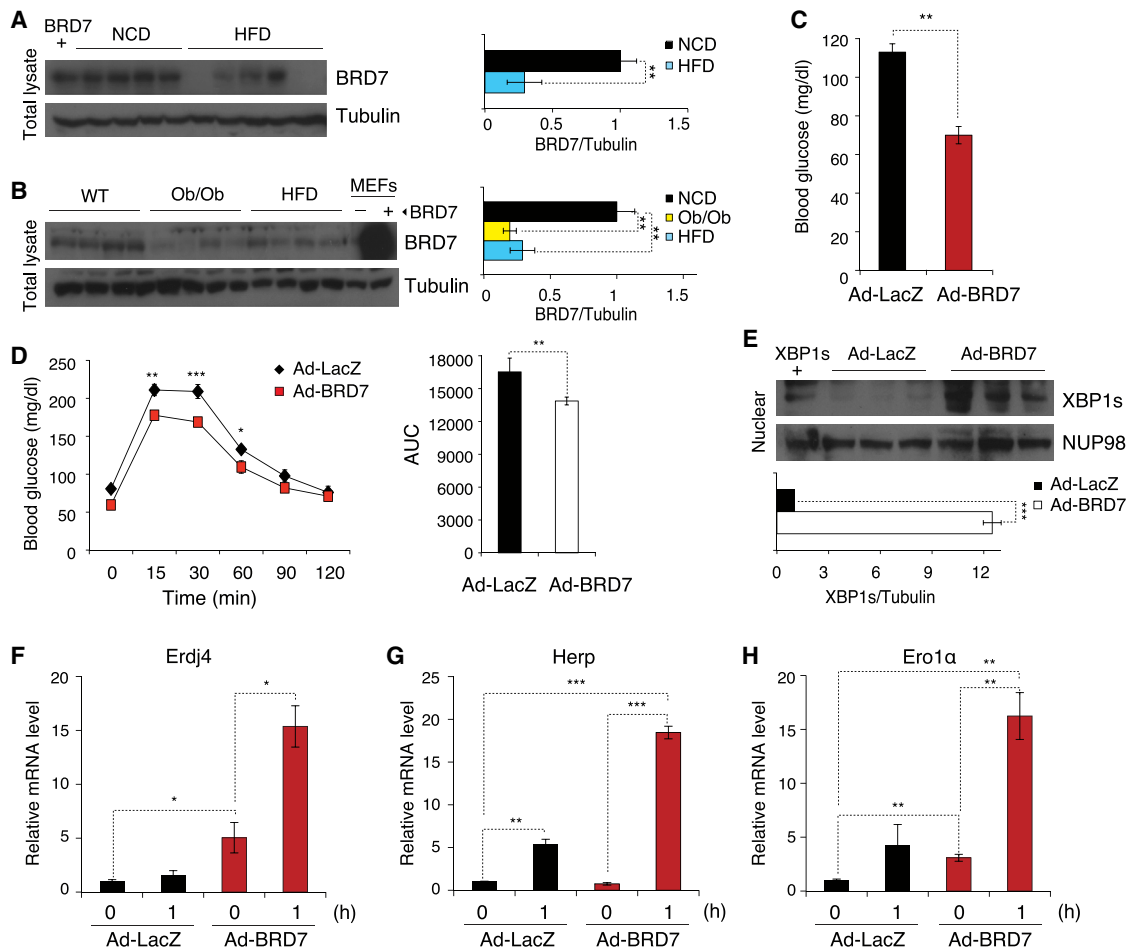 A
BRD7
+
NCD
HFD
Total lysate
BRD7
Tubulin
NCD
HFD
**
0
0.5
1
1.5
BRD7/Tubulin
B
WT
Ob/Ob
HFD
MEFs
– + ◂BRD7
Total lysate
BRD7
Tubulin
NCD
Ob/Ob
HFD
**
**
0
0.5
1
1.5
BRD7/Tubulin
C
**
Blood glucose (mg/dl)
120
100
80
60
40
20
0
Ad-LacZ
Ad-BRD7
D
Blood glucose (mg/dl)
250
200
150
100
50
0
**
***
*
Ad-LacZ
Ad-BRD7
0
15
30
60
90
120
Time (min)
AUC
18000
15000
12000
9000
6000
3000
0
**
Ad-LacZ
Ad-BRD7
E
XBP1s
+
Ad-LacZ
Ad-BRD7
Nuclear
XBP1s
NUP98
Ad-LacZ
Ad-BRD7
***
0
3
6
9
12
XBP1s/Tubulin
F
Erdj4
Relative mRNA level
20
15
10
5
0
*
*
0
1
0
1
(h)
Ad-LacZ
Ad-BRD7
G
Herp
Relative mRNA level
25
20
15
10
5
0
***
***
**
0
1
0
1
(h)
Ad-LacZ
Ad-BRD7
H
Ero1α
Relative mRNA level
20
15
10
5
0
**
**
**
0
1
0
1
(h)
Ad-LacZ
Ad-BRD7